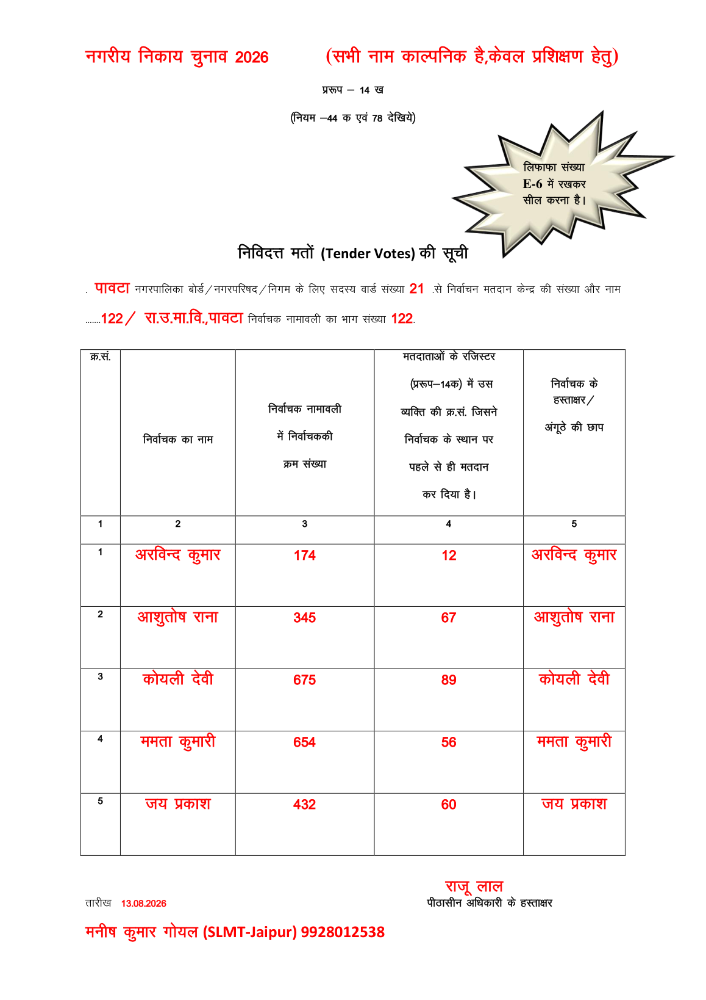 नगरीय निकाय चुनाव 2026 (सभी नाम काल्पनिक है,केवल प्रशिक्षण हेतु)
प्ररूप – 14 ख
(नियम –44 क एवं 78 देखिये)
लिफाफा संख्या
E-6 में रखकर
सील करना है।
निविदत्त मतों (Tender Votes) की सूची
. पावटा नगरपालिका बोर्ड/नगरपरिषद/निगम के लिए सदस्य वार्ड संख्या 21 .से निर्वाचन मतदान केन्द्र की संख्या और नाम
.......122/ रा.उ.मा.वि.,पावटा निर्वाचक नामावली का भाग संख्या 122.
क्र.सं.
निर्वाचक का नाम
निर्वाचक नामावली
में निर्वाचककी
क्रम संख्या
मतदाताओं के रजिस्टर
(प्ररूप–14क) में उस
व्यक्ति की क्र.सं. जिसने
निर्वाचक के स्थान पर
पहले से ही मतदान
कर दिया है।
निर्वाचक के
हस्ताक्षर/
अंगूठे की छाप
1 2 3 4 5
1 अरविन्द कुमार 174 12 अरविन्द कुमार
2 आशुतोष राना 345 67 आशुतोष राना
3 कोयली देवी 675 89 कोयली देवी
4 ममता कुमारी 654 56 ममता कुमारी
5 जय प्रकाश 432 60 जय प्रकाश
राजू लाल
तारीख 13.08.2026 पीठासीन अधिकारी के हस्ताक्षर
मनीष कुमार गोयल (SLMT-Jaipur) 9928012538